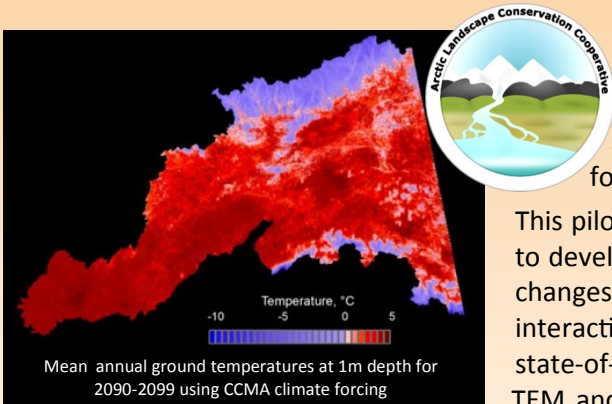 Arctic Landscape Conservation Cooperative
Temperature, °C
-10 -5 0 5
Mean annual ground temperatures at 1m depth for
2090-2099 using CCMA climate forcing
fo
This pilo
to devel
changes
interacti
state-of-
TEM and